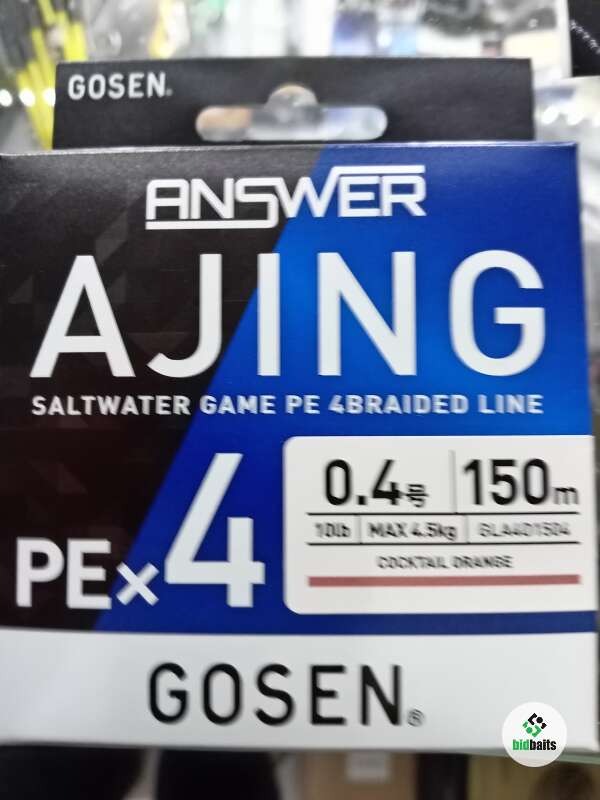 GOSEN®
ANSWER
AJING
SALTWATER GAME PE 4BRAIDED LINE
0.4号 150m
10lb MAX 4.5kg GLA4401504
COCKTAIL ORANGE
PE×4
GOSEN®
bidbaits